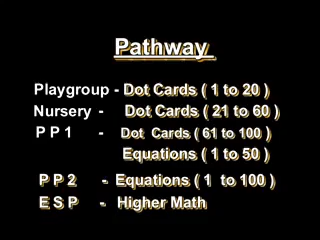 Pathway
Playgroup - Dot Cards ( 1 to 20 )
Nursery - Dot Cards ( 21 to 60 )
P P 1 - Dot Cards ( 61 to 100 )
Equations ( 1 to 50 )
P P 2 - Equations ( 1 to 100 )
E S P - Higher Math